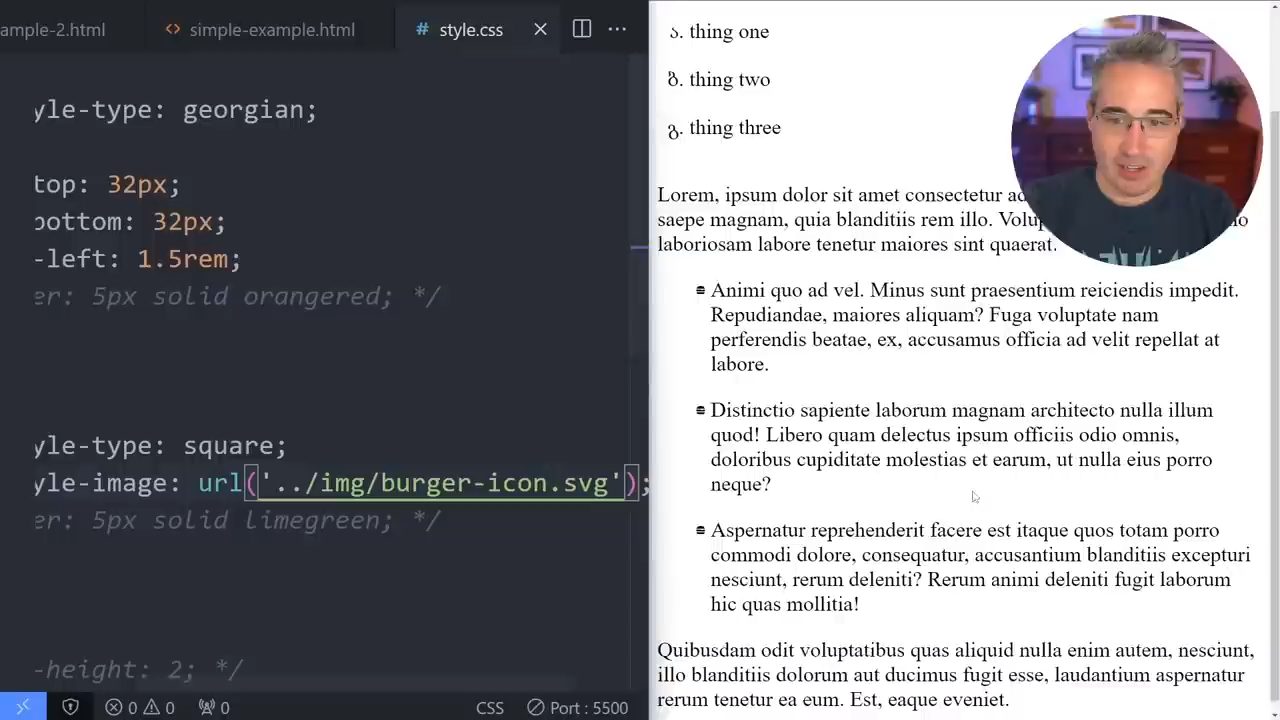 ample-2.html
<> simple-example.html
# style.css
yle-type: georgian;
top: 32px;
bottom: 32px;
-left: 1.5rem;
er: 5px solid orangered; */
yle-type: square;
yle-image: url('../img/burger-icon.svg');
er: 5px solid limegreen; */
-height: 2; */
0 0
0
CSS
Port : 5500
ა. thing one
ბ. thing two
გ. thing three
Lorem, ipsum dolor sit amet consectetur
saepe magnam, quia blanditiis rem illo.
laboriosam labore tenetur maiores sint quaerat.
Animi quo ad vel. Minus sunt praesentium reiciendis impedit.
Repudiandae, maiores aliquam? Fuga voluptate nam
perferendis beatae, ex, accusamus officia ad velit repellat at
labore.
Distinctio sapiente laborum magnam architecto nulla illum
quod! Libero quam delectus ipsum officiis odio omnis,
doloribus cupiditate molestias et earum, ut nulla eius porro
neque?
Aspernatur reprehenderit facere est itaque quos totam porro
commodi dolore, consequatur, accusantium blanditiis excepturi
nesciunt, rerum deleniti? Rerum animi deleniti fugit laborum
hic quas mollitia!
Quibusdam odit voluptatibus quas aliquid nulla enim autem, nesciunt,
illo blanditiis dolorum aut ducimus fugit esse, laudantium aspernatur
rerum tenetur ea eum. Est, eaque eveniet.